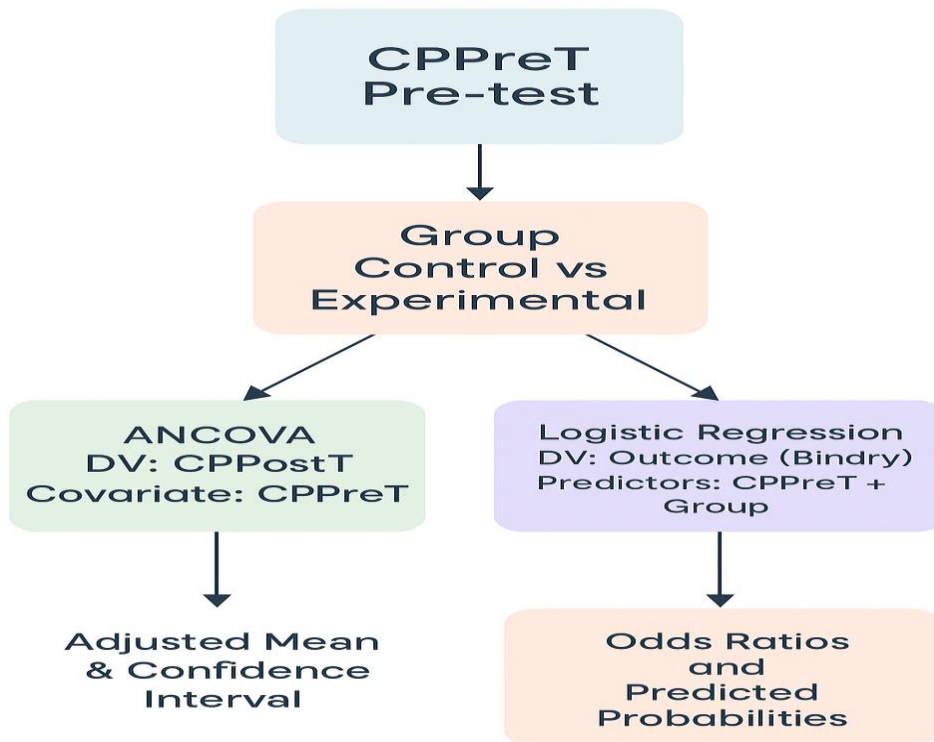 CPPreT
Pre-test
Group
Control vs
Experimental
ANCOVA
DV: CPPostT
Covariate: CPPreT
Logistic Regression
DV: Outcome (Bindry)
Predictors: CPPreT +
Group
Adjusted Mean
& Confidence
Interval
Odds Ratios
and
Predicted
Probabilities